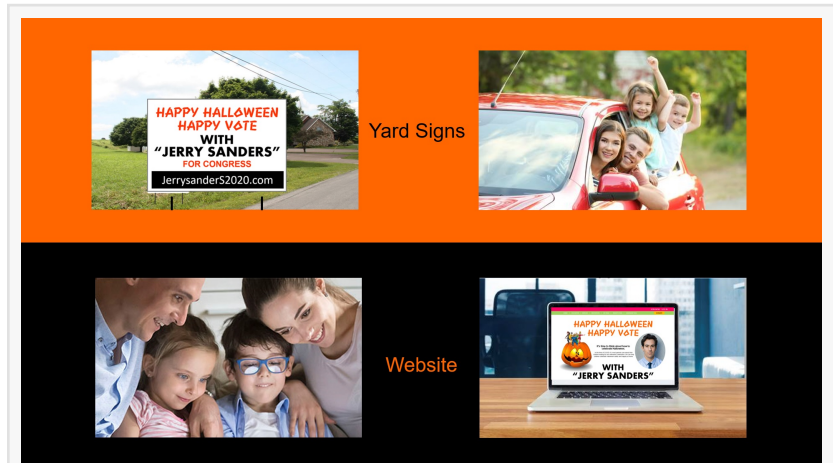 HAPPY HALLOWEEN
HAPPY VOTE
WITH
"JERRY SANDERS"
FOR CONGRESS
JerrysanderS2020.com
Yard Signs
Website
HAPPY HALLOWEEN
HAPPY VOTE
WITH
"JERRY SANDERS"